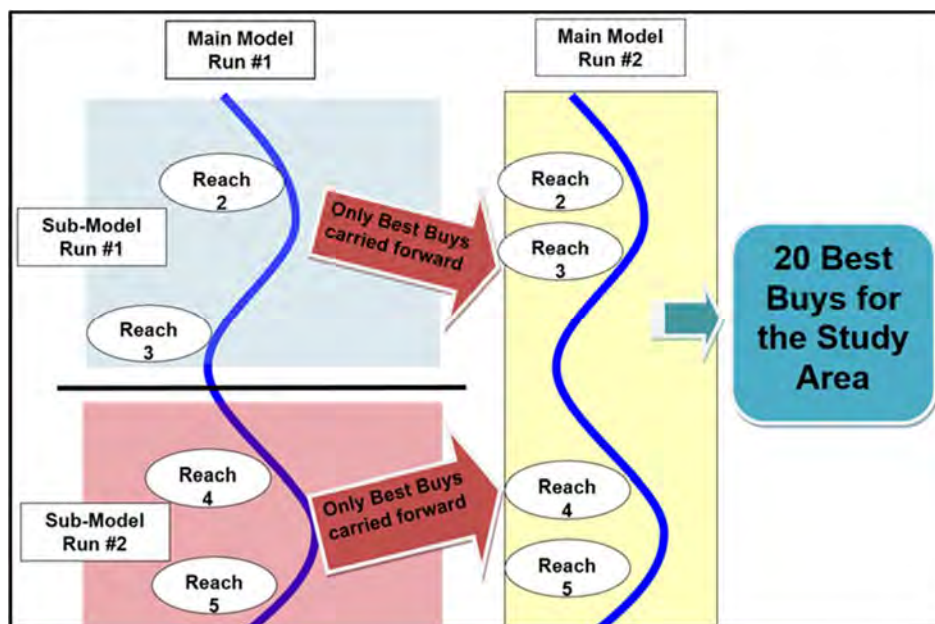 Main Model
Run #1
Main Model
Run #2
Reach
2
Sub-Model
Run #1
Reach
3
Only Best Buys
carried forward
Reach
2
Reach
3
20 Best
Buys for
the Study
Area
Reach
4
Sub-Model
Run #2
Reach
5
Only Best Buys
carried forward
Reach
4
Reach
5